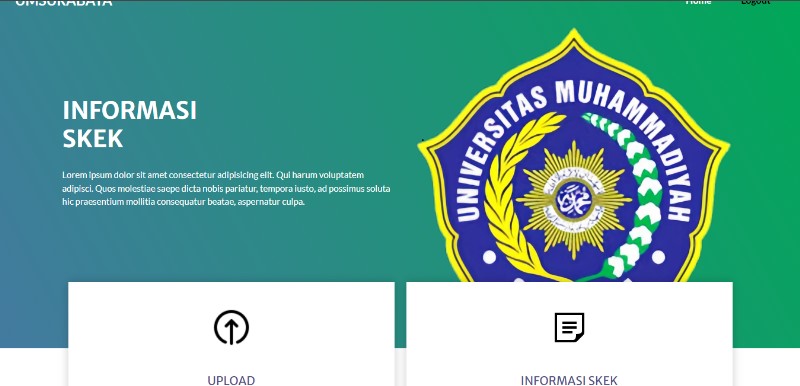 UMSURABAYA
Home
Logout
INFORMASI
SKEK
Lorem ipsum dolor sit amet consectetur adipisicing elit. Qui harum voluptatem
adipisci. Quos molestiae saepe dicta nobis pariatur, tempora iusto, ad possimus soluta
hic praesentium mollitia consequatur beatae, aspernatur culpa.
UNIVERSITAS MUHAMMADIYAH
UPLOAD
INFORMASI SKEK